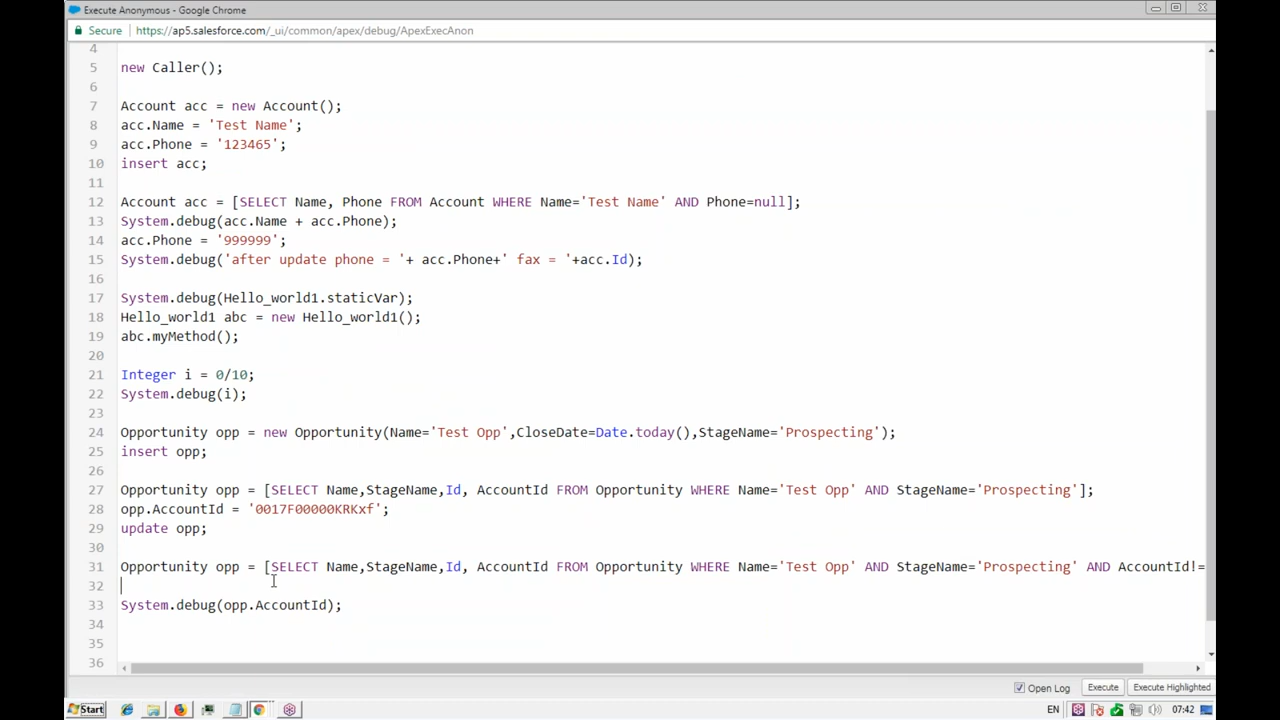 Execute Anonymous - Google Chrome
Secure https://ap5.salesforce.com/_ui/common/apex/debug/ApexExecAnon
4
5 new Caller();
6
7 Account acc = new Account();
8 acc.Name = 'Test Name';
9 acc.Phone = '123465';
10 insert acc;
11
12 Account acc = [SELECT Name, Phone FROM Account WHERE Name='Test Name' AND Phone=null];
13 System.debug(acc.Name + acc.Phone);
14 acc.Phone = '999999';
15 System.debug('after update phone = '+ acc.Phone+' fax = '+acc.Id);
16
17 System.debug(Hello_world1.staticVar);
18 Hello_world1 abc = new Hello_world1();
19 abc.myMethod();
20
21 Integer i = 0/10;
22 System.debug(i);
23
24 Opportunity opp = new Opportunity(Name='Test Opp',CloseDate=Date.today(),StageName='Prospecting');
25 insert opp;
26
27 Opportunity opp = [SELECT Name,StageName,Id, AccountId FROM Opportunity WHERE Name='Test Opp' AND StageName='Prospecting'];
28 opp.AccountId = '0017F00000KRKxf';
29 update opp;
30
31 Opportunity opp = [SELECT Name,StageName,Id, AccountId FROM Opportunity WHERE Name='Test Opp' AND StageName='Prospecting' AND AccountId!=
32
33 System.debug(opp.AccountId);
34
35
36
Open Log Execute Execute Highlighted
Start EN 07:42